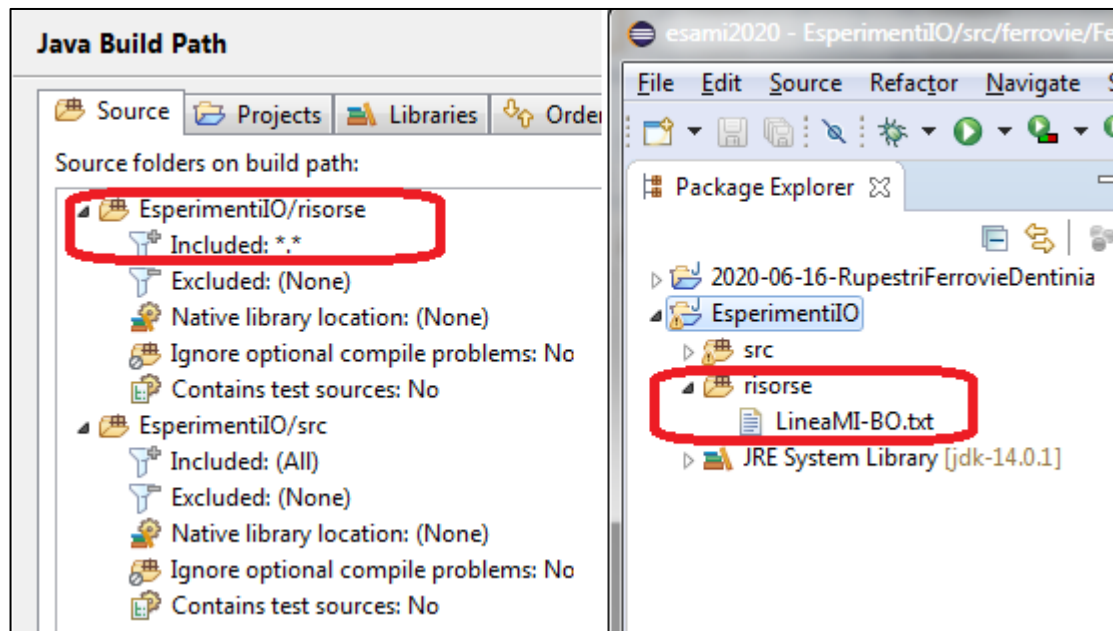 Java Build Path
Source Projects Libraries Order
Source folders on build path:
EsperimentiIO/risorse
Included: *.*
Excluded: (None)
Native library location: (None)
Ignore optional compile problems: No
Contains test sources: No
EsperimentiIO/src
Included: (All)
Excluded: (None)
Native library location: (None)
Ignore optional compile problems: No
Contains test sources: No
esami2020 - EsperimentiIO/src/ferrovie/Fe
File Edit Source Refactor Navigate S
Package Explorer
2020-06-16-RupestriFerrovieDentinia
EsperimentiIO
src
risorse
LineaMI-BO.txt
JRE System Library [jdk-14.0.1]